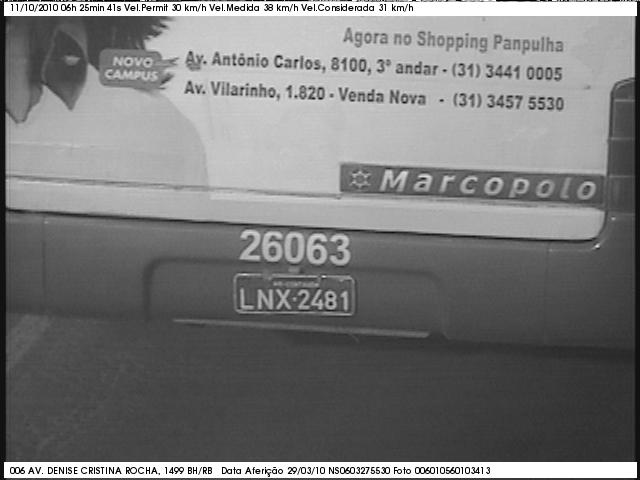 11/10/2010 06h 25min 41s Vel.Permit 30 km/h Vel.Medida 38 km/h Vel.Considerada 31 km/h
Agora no Shopping Panpulha
NOVO
CAMPUS
Av. Antônio Carlos, 8100, 3º andar - (31) 3441 0005
Av. Vilarinho, 1.820 - Venda Nova - (31) 3457 5530
Marcopolo
26063
LNX·2481
006 AV. DENISE CRISTINA ROCHA, 1499 BH/RB Data Aferição 29/03/10 NS0603275530 Foto 006010560103413